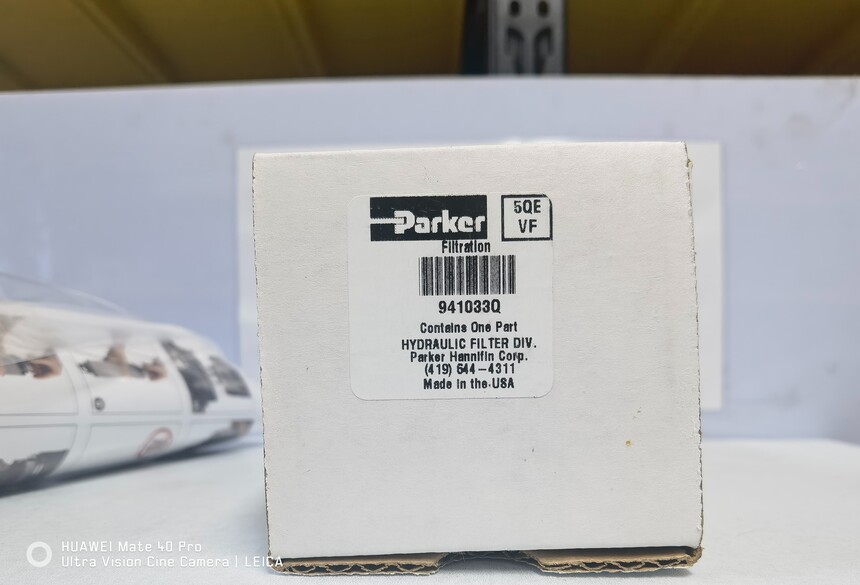 Parker
5QE
VF
Filtration
941033Q
Contains One Part
HYDRAULIC FILTER DIV.
Parker Hannifin Corp.
(419) 644-4311
Made in the USA
HUAWEI Mate 40 Pro
Ultra Vision Cine Camera | LEICA